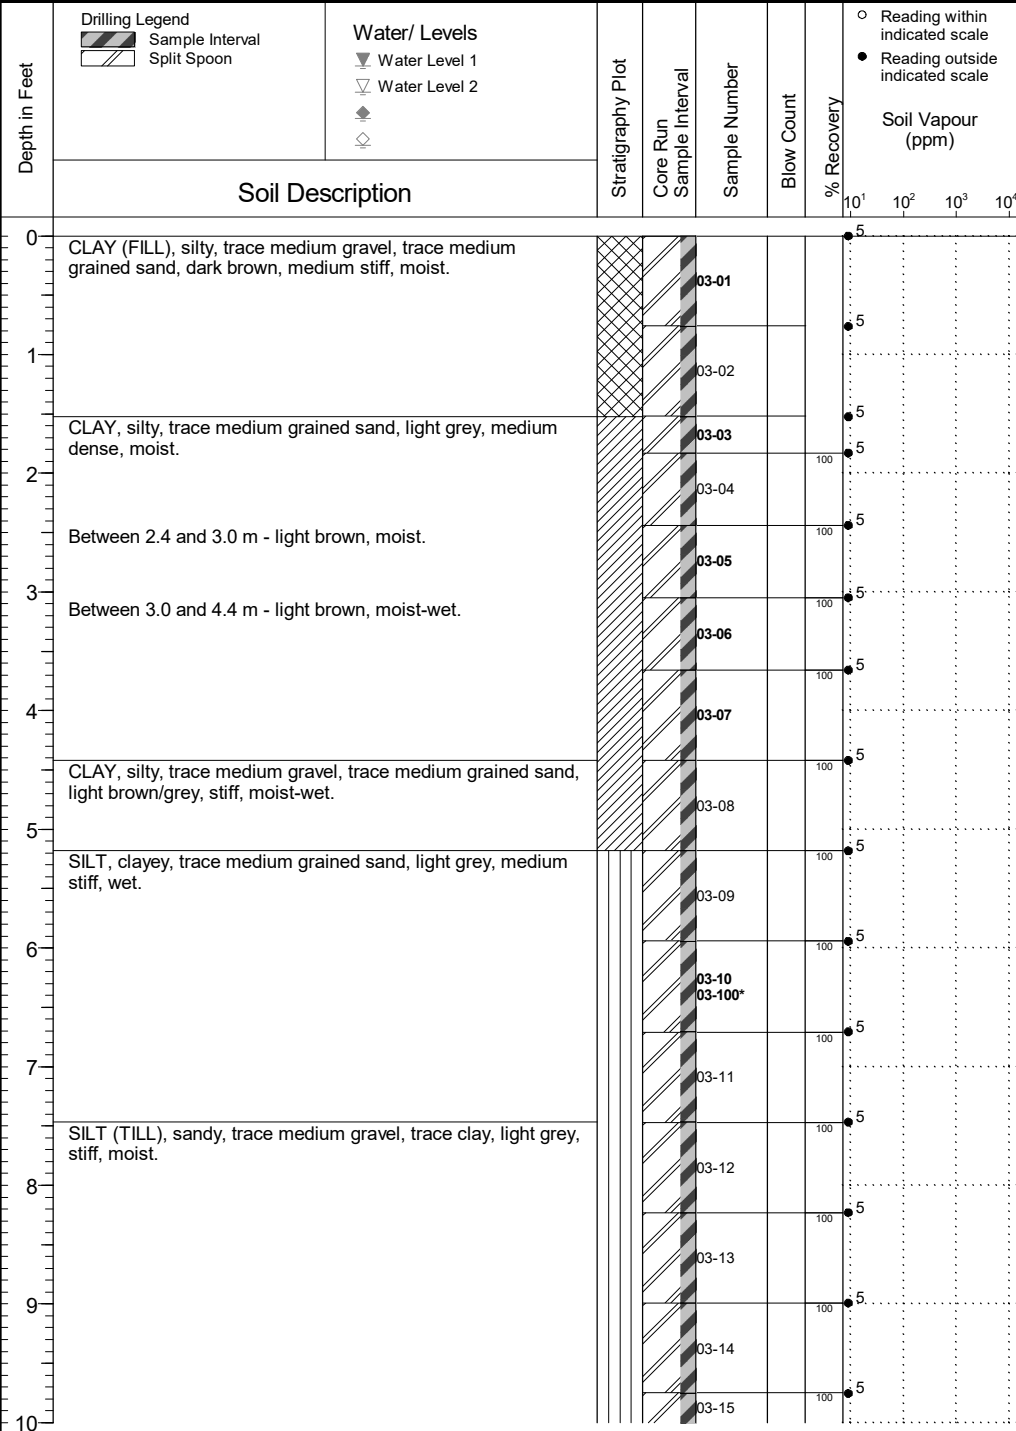 Drilling Legend
Sample Interval
Split Spoon
Water/ Levels
Water Level 1
Water Level 2
Depth in Feet
Soil Description
Stratigraphy Plot
Core Run
Sample Interval
Sample Number
Blow Count
% Recovery
Reading within
indicated scale
Reading outside
indicated scale
Soil Vapour
(ppm)
10¹ 10² 10³ 10⁴
0
CLAY (FILL), silty, trace medium gravel, trace medium
grained sand, dark brown, medium stiff, moist.
5
03-01
5
1
03-02
5
CLAY, silty, trace medium grained sand, light grey, medium
dense, moist.
03-03
100
5
2
03-04
100
5
Between 2.4 and 3.0 m - light brown, moist.
03-05
3
100
5
Between 3.0 and 4.4 m - light brown, moist-wet.
03-06
100
5
4
03-07
100
5
CLAY, silty, trace medium gravel, trace medium grained sand,
light brown/grey, stiff, moist-wet.
03-08
5
100
5
SILT, clayey, trace medium grained sand, light grey, medium
stiff, wet.
03-09
6
100
5
03-10
03-100*
100
5
7
03-11
100
5
SILT (TILL), sandy, trace medium gravel, trace clay, light grey,
stiff, moist.
03-12
8
100
5
03-13
9
100
5
03-14
100
5
03-15
10